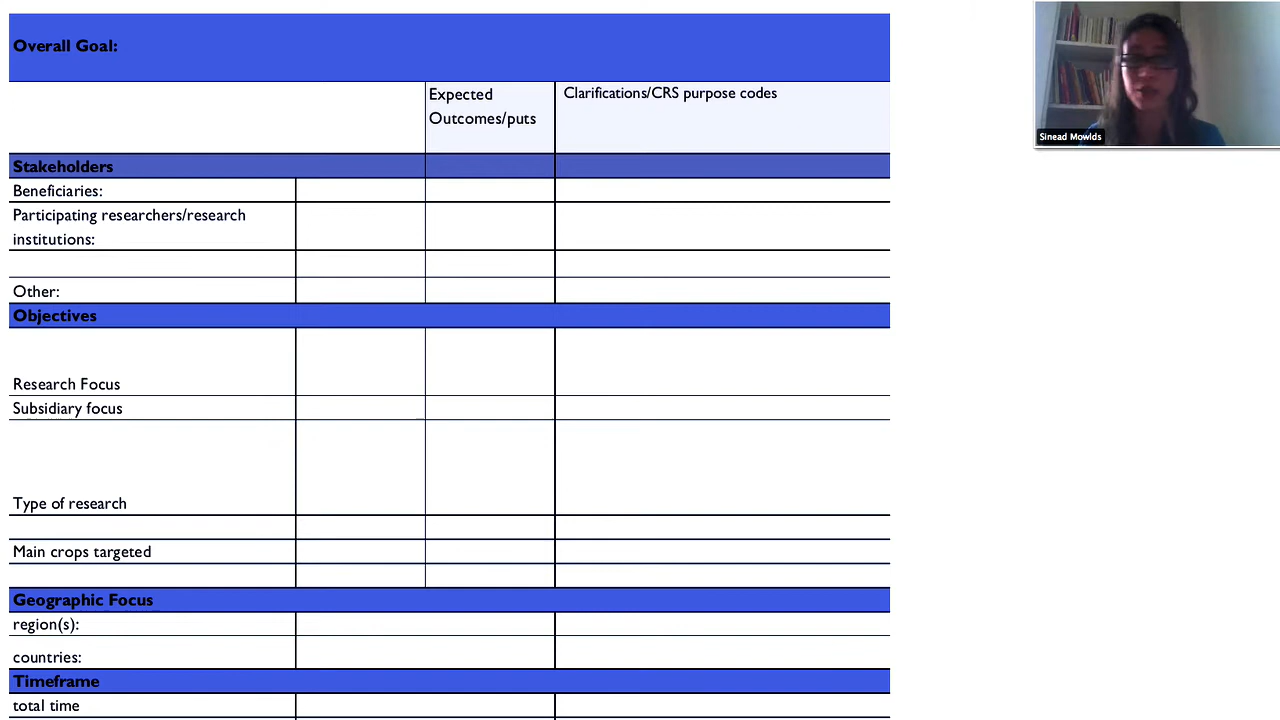 Overall Goal:
Expected
Outcomes/puts
Clarifications/CRS purpose codes
Stakeholders
Beneficiaries:
Participating researchers/research
institutions:
Other:
Objectives
Research Focus
Subsidiary focus
Type of research
Main crops targeted
Geographic Focus
region(s):
countries:
Timeframe
total time
Sinead Mowlds